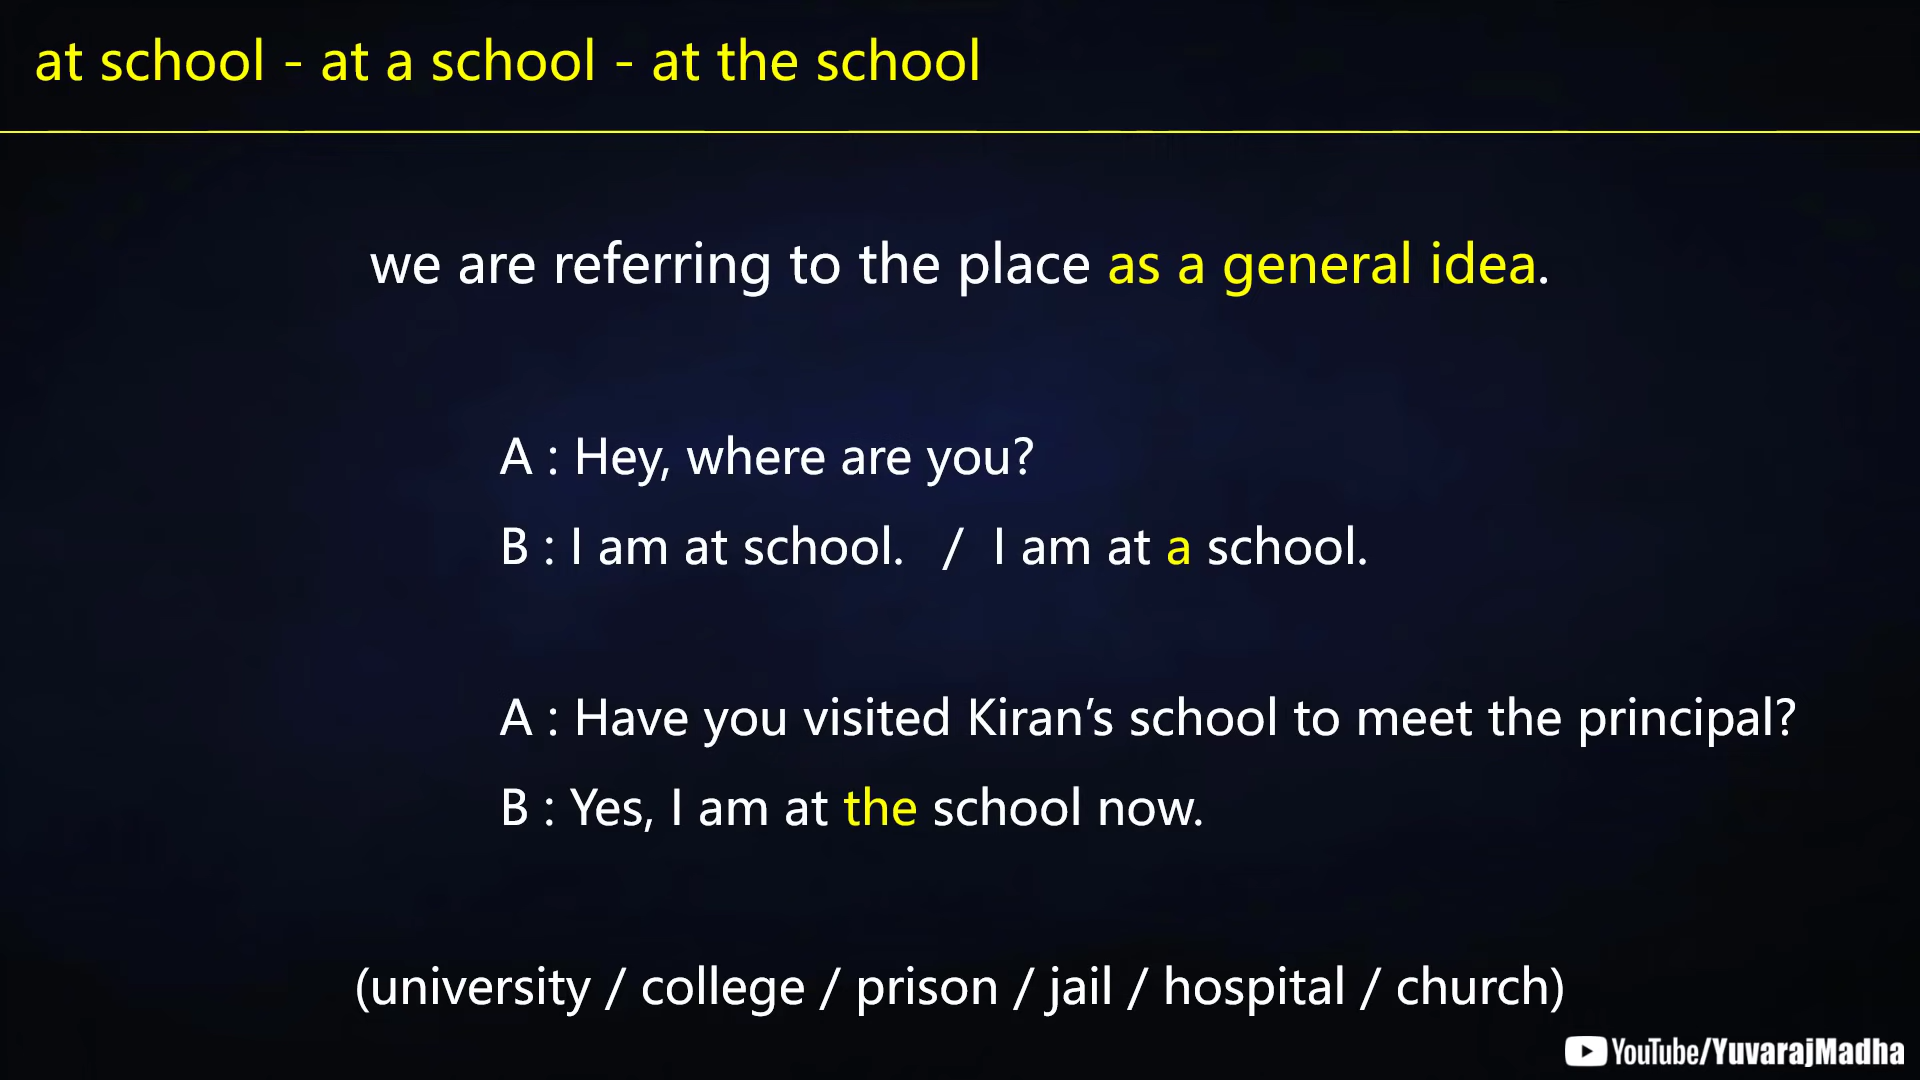 at school - at a school - at the school
we are referring to the place as a general idea.
A : Hey, where are you?
B : I am at school. / I am at a school.
A : Have you visited Kiran’s school to meet the principal?
B : Yes, I am at the school now.
(university / college / prison / jail / hospital / church)
YouTube/YuvarajMadha